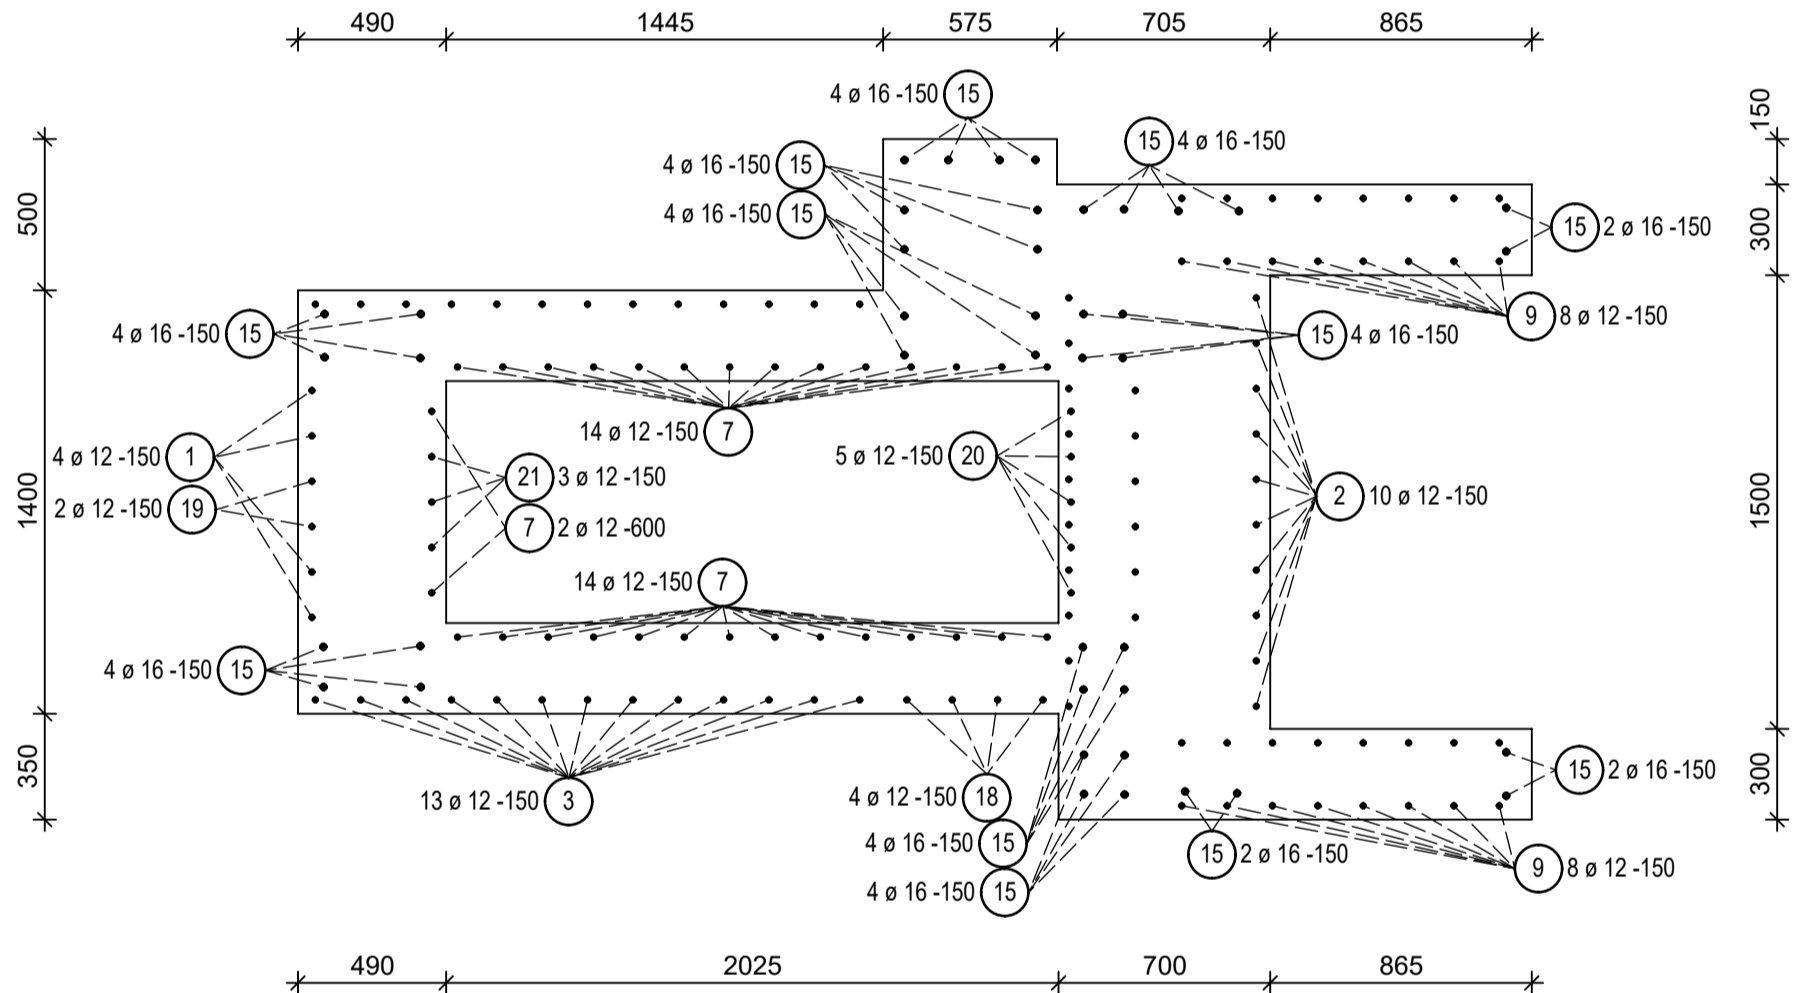 490 1445 575 705 865
4 ø 16 -150 15
15 4 ø 16 -150
150
4 ø 16 -150 15
4 ø 16 -150 15
500
15 2 ø 16 -150
300
9 8 ø 12 -150
4 ø 16 -150 15
15 4 ø 16 -150
14 ø 12 -150 7
4 ø 12 -150 1
5 ø 12 -150 20
21 3 ø 12 -150
2 10 ø 12 -150
1400
1500
2 ø 12 -150 19
7 2 ø 12 -600
14 ø 12 -150 7
4 ø 16 -150 15
350
300
15 2 ø 16 -150
13 ø 12 -150 3
4 ø 12 -150 18
4 ø 16 -150 15
15 2 ø 16 -150
9 8 ø 12 -150
4 ø 16 -150 15
490 2025 700 865